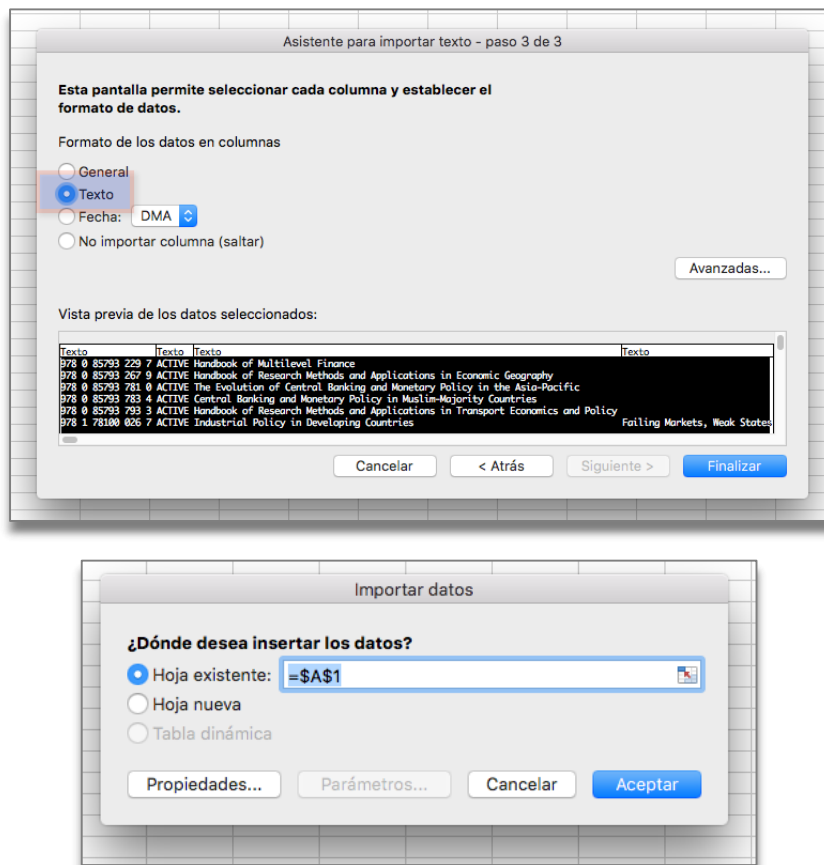 Asistente para importar texto - paso 3 de 3
Esta pantalla permite seleccionar cada columna y establecer el
formato de datos.
Formato de los datos en columnas
General
Texto
Fecha: DMA
No importar columna (saltar)
Avanzadas...
Vista previa de los datos seleccionados:
Texto Texto Texto Texto
978 0 85793 229 7 ACTIVE Handbook of Multilevel Finance
978 0 85793 267 9 ACTIVE Handbook of Research Methods and Applications in Economic Geography
978 0 85793 781 0 ACTIVE The Evolution of Central Banking and Monetary Policy in the Asia-Pacific
978 0 85793 783 4 ACTIVE Central Banking and Monetary Policy in Muslim-Majority Countries
978 0 85793 793 3 ACTIVE Handbook of Research Methods and Applications in Transport Economics and Policy
978 1 78100 026 7 ACTIVE Industrial Policy in Developing Countries Failing Markets, Weak States
Cancelar < Atrás Siguiente > Finalizar
Importar datos
¿Dónde desea insertar los datos?
Hoja existente: =$A$1
Hoja nueva
Tabla dinámica
Propiedades... Parámetros... Cancelar Aceptar